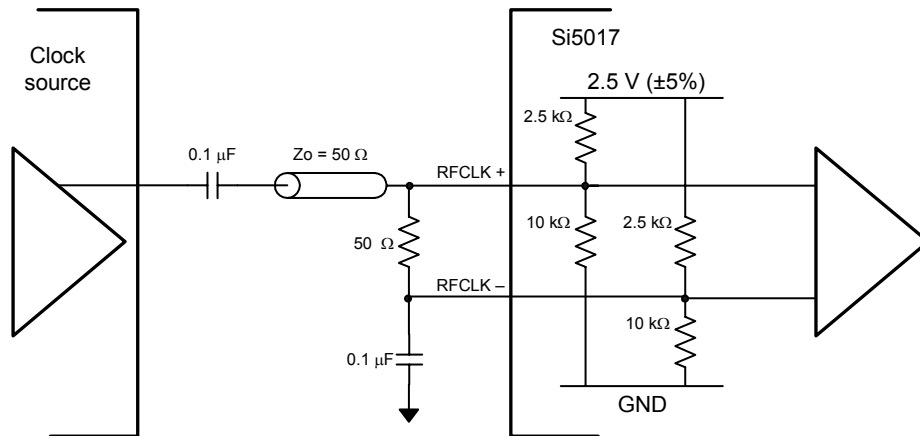 Clock
source
Si5017
2.5 V (±5%)
2.5 kΩ
0.1 μF
Zo = 50 Ω
RFCLK +
10 kΩ
2.5 kΩ
50 Ω
RFCLK –
10 kΩ
0.1 μF
GND